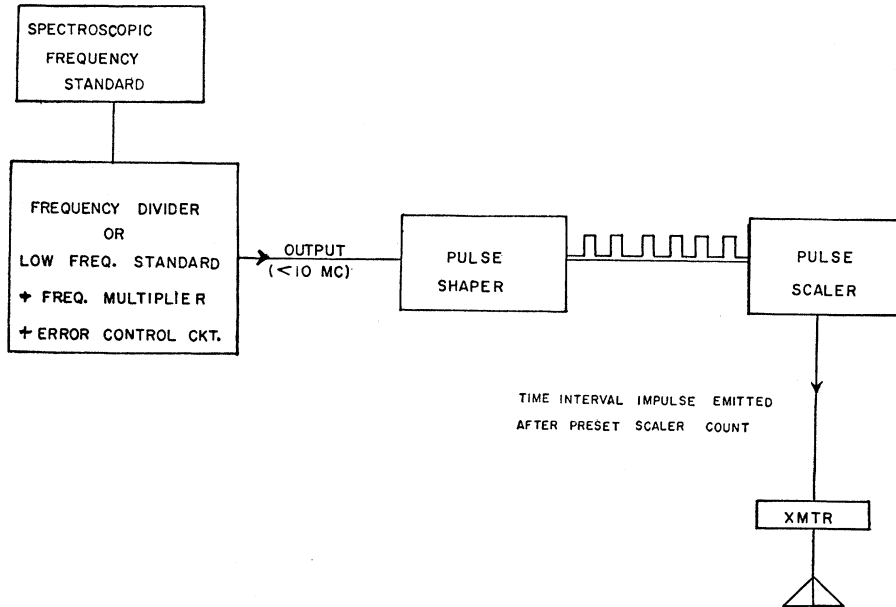 SPECTROSCOPIC
FREQUENCY
STANDARD
FREQUENCY DIVIDER
OR
LOW FREQ. STANDARD
+ FREQ. MULTIPLIER
+ ERROR CONTROL CKT.
OUTPUT
(<10 MC)
PULSE
SHAPER
PULSE
SCALER
TIME INTERVAL IMPULSE EMITTED
AFTER PRESET SCALER COUNT
XMTR